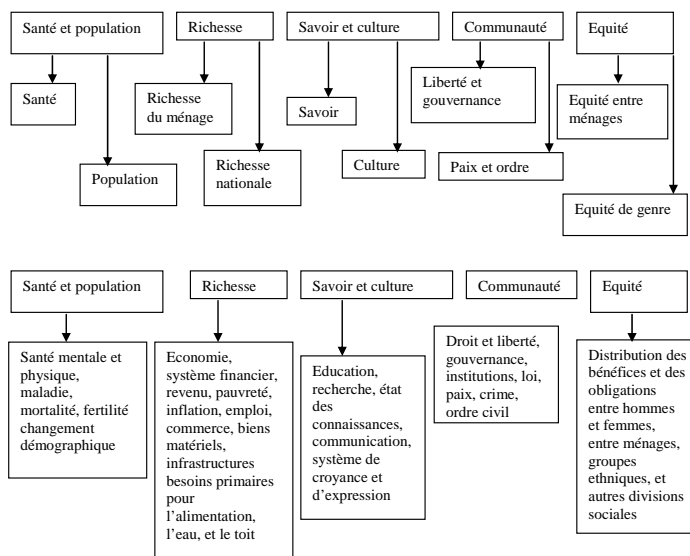 Santé et population
Richesse
Savoir et culture
Communauté
Equité
Santé
Richesse
du ménage
Savoir
Liberté et
gouvernance
Equité entre
ménages
Population
Richesse
nationale
Culture
Paix et ordre
Equité de genre
Santé et population
Richesse
Savoir et culture
Communauté
Equité
Santé mentale et
physique,
maladie,
mortalité, fertilité
changement
démographique
Economie,
système financier,
revenu, pauvreté,
inflation, emploi,
commerce, biens
matériels,
infrastructures
besoins primaires
pour
l’alimentation,
l’eau, et le toit
Education,
recherche, état
des
connaissances,
communication,
système de
croyance et
d’expression
Droit et liberté,
gouvernance,
institutions, loi,
paix, crime,
ordre civil
Distribution des
bénéfices et des
obligations
entre hommes
et femmes,
entre ménages,
groupes
ethniques, et
autres divisions
sociales